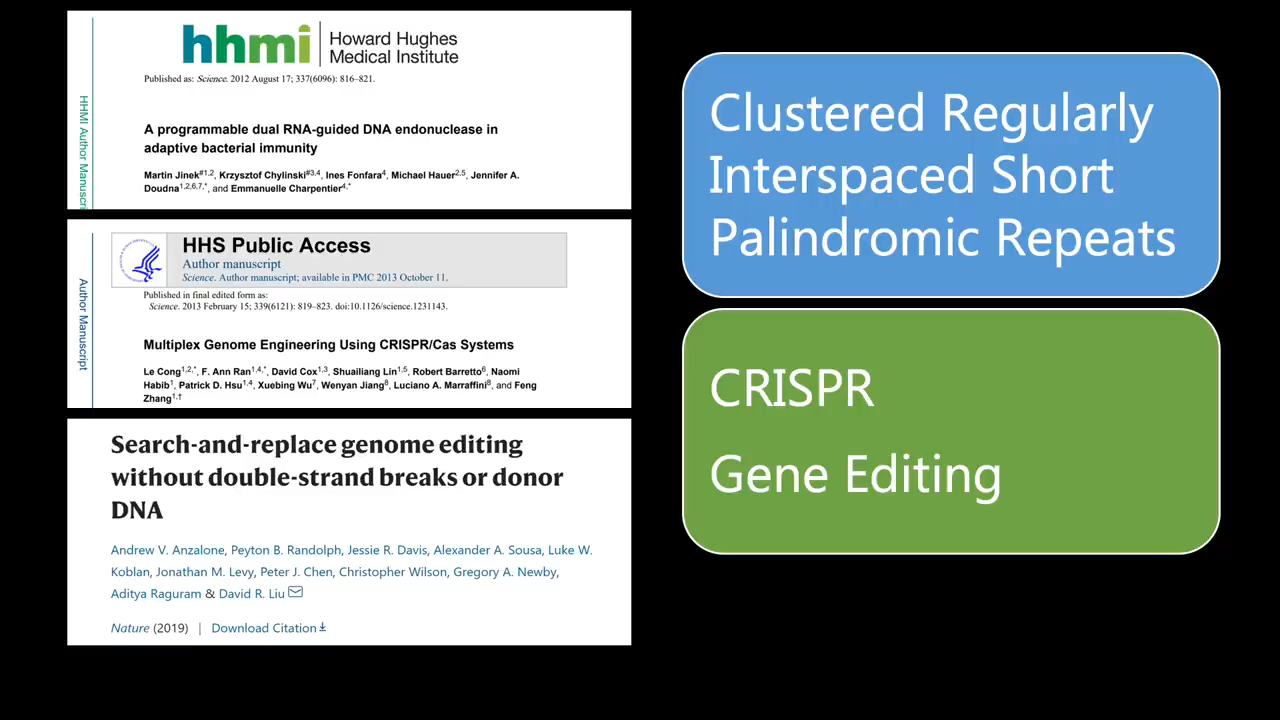 hhmi Howard Hughes
Medical Institute
Published as: Science. 2012 August 17; 337(6096): 816–821.
HHMI Author Manuscri
A programmable dual RNA-guided DNA endonuclease in
adaptive bacterial immunity
Martin Jinek#1,2, Krzysztof Chylinski#3,4, Ines Fonfara4, Michael Hauer2,5, Jennifer A.
Doudna1,2,6,7,*, and Emmanuelle Charpentier4,*
HHS Public Access
Author manuscript
Science. Author manuscript; available in PMC 2013 October 11.
Author Manuscript
Published in final edited form as:
Science. 2013 February 15; 339(6121): 819–823. doi:10.1126/science.1231143.
Multiplex Genome Engineering Using CRISPR/Cas Systems
Le Cong1,2,*, F. Ann Ran1,4,*, David Cox1,3, Shuailiang Lin1,5, Robert Barretto6, Naomi
Habib1, Patrick D. Hsu1,4, Xuebing Wu7, Wenyan Jiang8, Luciano A. Marraffini8, and Feng
Zhang1,†
Search-and-replace genome editing
without double-strand breaks or donor
DNA
Andrew V. Anzalone, Peyton B. Randolph, Jessie R. Davis, Alexander A. Sousa, Luke W.
Koblan, Jonathan M. Levy, Peter J. Chen, Christopher Wilson, Gregory A. Newby,
Aditya Raguram & David R. Liu
Nature (2019) | Download Citation
Clustered Regularly
Interspaced Short
Palindromic Repeats
CRISPR
Gene Editing